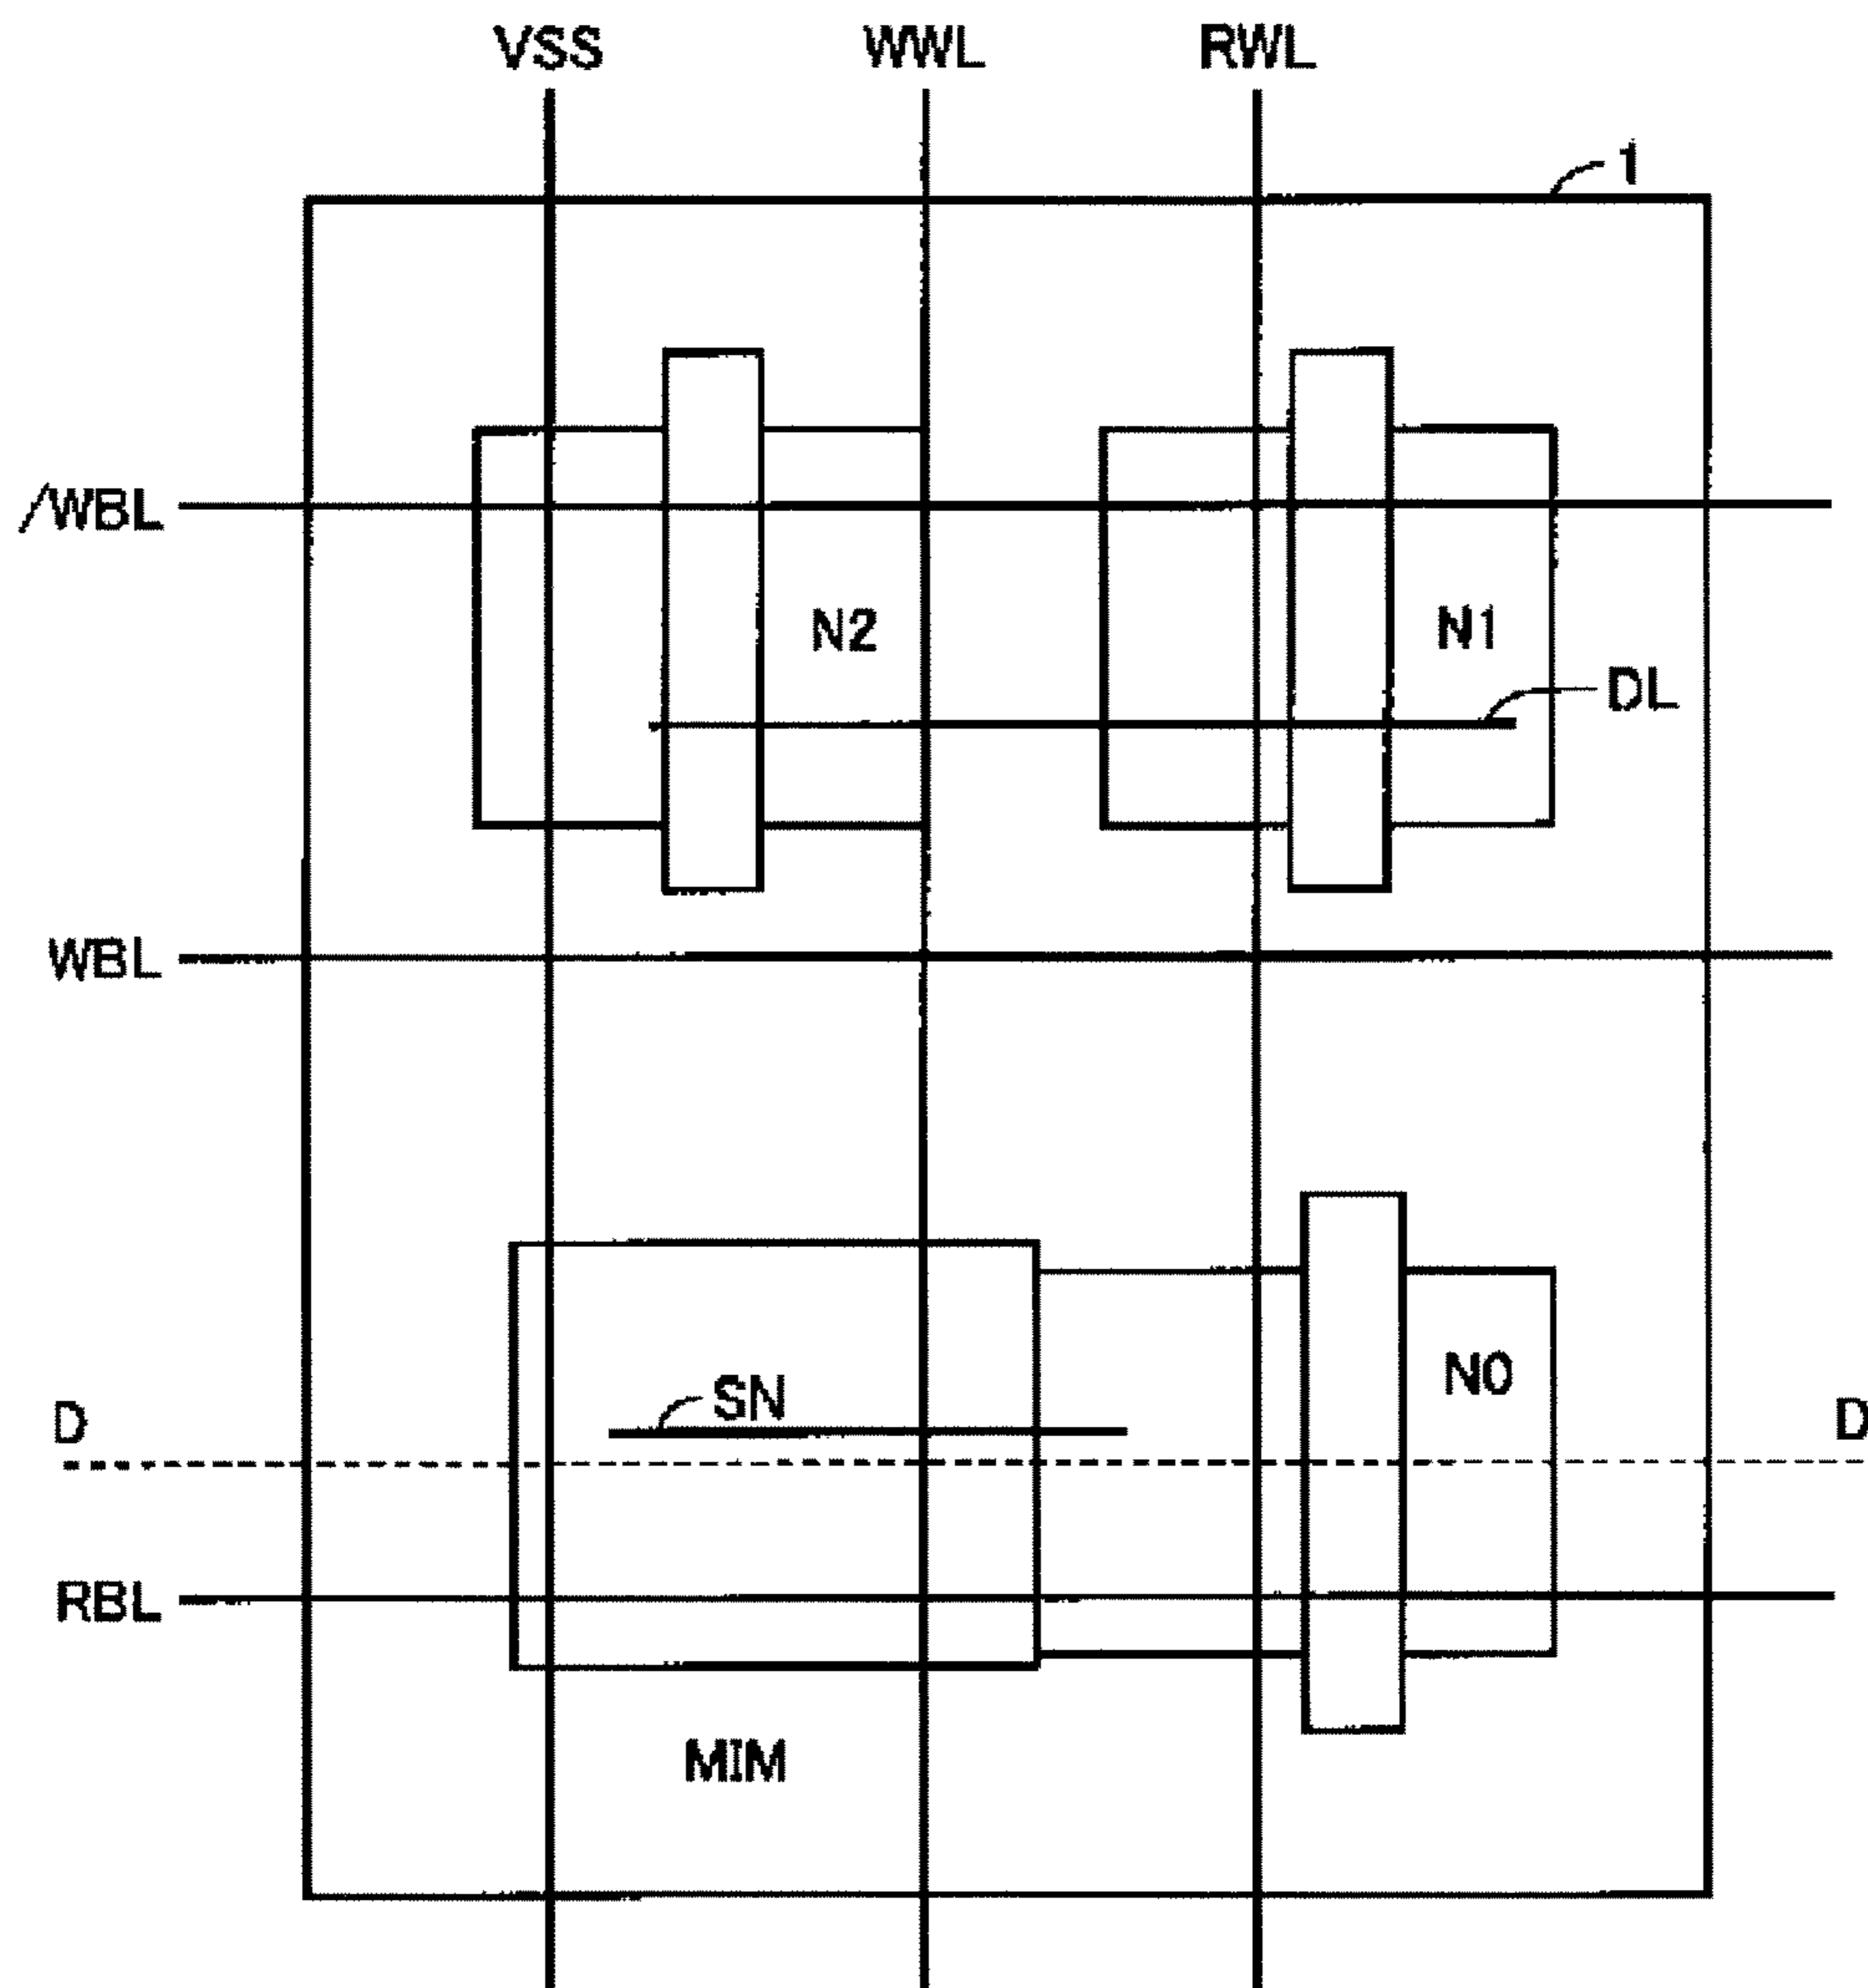 VSS WWL RWL
1
/WBL
N2 N1
DL
WBL
SN N0
D D
RBL
MIM